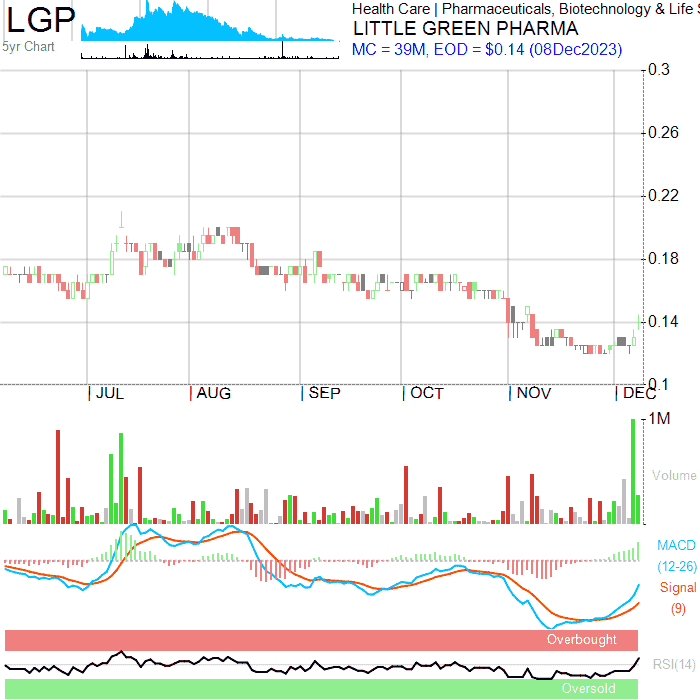 LGP
5yr Chart
Health Care | Pharmaceuticals, Biotechnology & Life S
LITTLE GREEN PHARMA
MC = 39M, EOD = $0.14 (08Dec2023)
0.3
0.26
0.22
0.18
0.14
0.1
JUL AUG SEP OCT NOV DEC
1M
Volume
MACD
(12-26)
Signal
(9)
Overbought
RSI(14)
Oversold